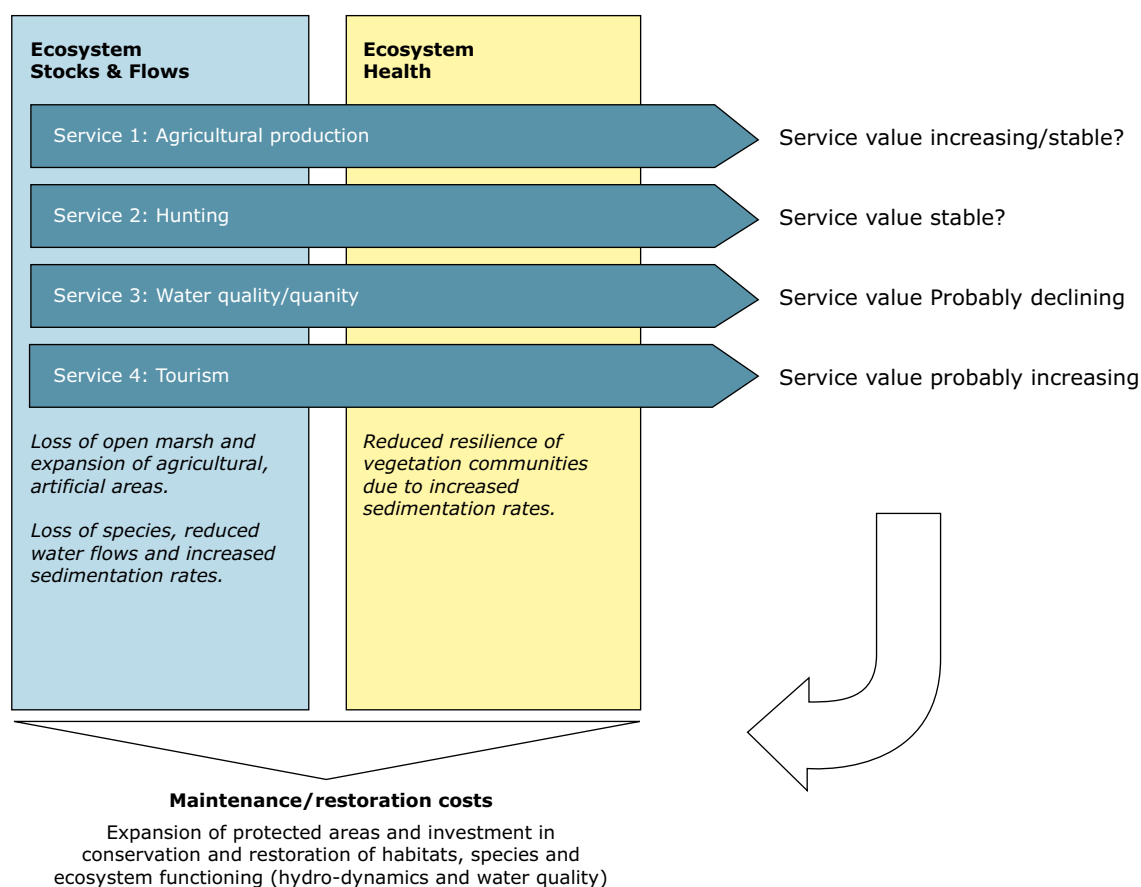 Ecosystem
Stocks & Flows
Ecosystem
Health
Service 1: Agricultural production
Service value increasing/stable?
Service 2: Hunting
Service value stable?
Service 3: Water quality/quanity
Service value Probably declining
Service 4: Tourism
Service value probably increasing
Loss of open marsh and
expansion of agricultural,
artificial areas.
Loss of species, reduced
water flows and increased
sedimentation rates.
Reduced resilience of
vegetation communities
due to increased
sedimentation rates.
Maintenance/restoration costs
Expansion of protected areas and investment in
conservation and restoration of habitats, species and
ecosystem functioning (hydro-dynamics and water quality)